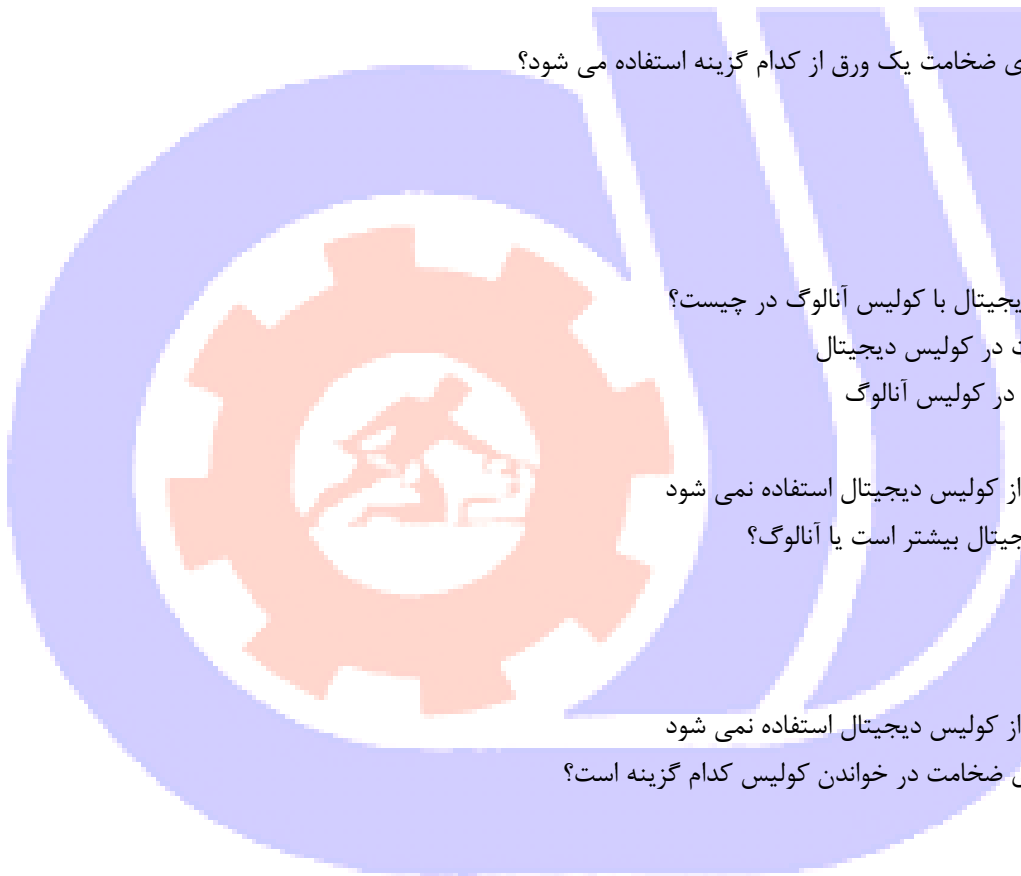 ی ضخامت یک ورق از کدام گزینه استفاده می شود؟
یجیتال با کولیس آنالوگ در چیست؟
در کولیس دیجیتال
در کولیس آنالوگ
از کولیس دیجیتال استفاده نمی شود
جیتال بیشتر است یا آنالوگ؟
از کولیس دیجیتال استفاده نمی شود
ضخامت در خواندن کولیس کدام گزینه است؟